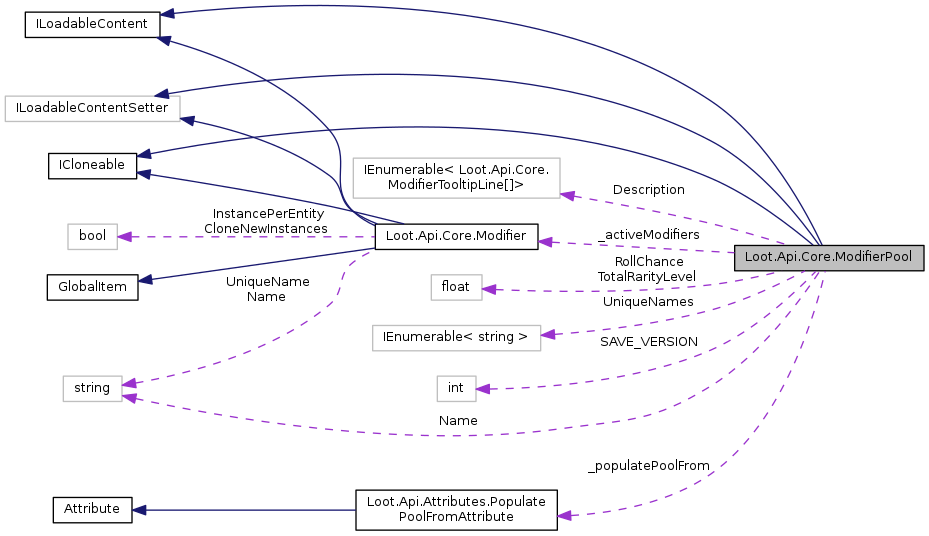 ILoadableContent
ILoadableContentSetter
ICloneable
IEnumerable< Loot.Api.Core.
ModifierTooltipLine[]>
Description
InstancePerEntity
CloneNewInstances
bool
Loot.Api.Core.Modifier
_activeModifiers
Loot.Api.Core.ModifierPool
RollChance
TotalRarityLevel
GlobalItem
UniqueName
Name
float
UniqueNames
IEnumerable< string >
SAVE_VERSION
string
int
Name
_populatePoolFrom
Attribute
Loot.Api.Attributes.Populate
PoolFromAttribute